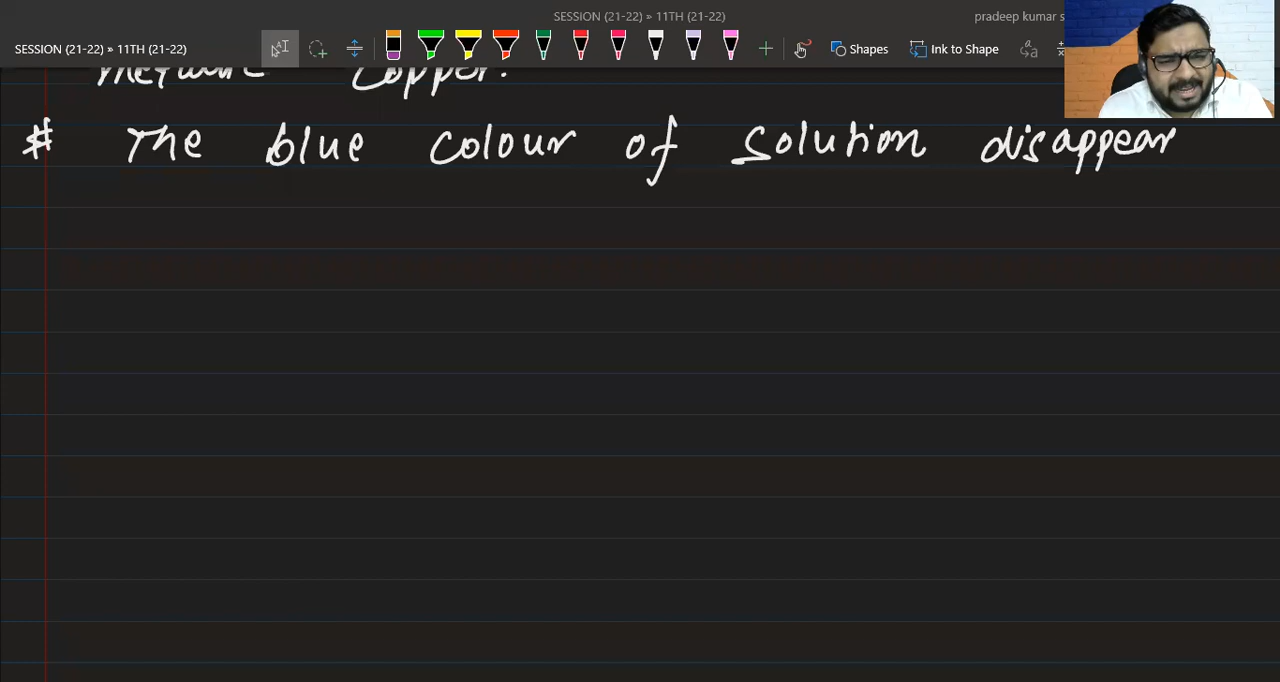 SESSION (21-22) » 11TH (21-22)
pradeep kumar s
SESSION (21-22) » 11TH (21-22)
Shapes
Ink to Shape
metallic copper.
# The blue colour of solution disappear